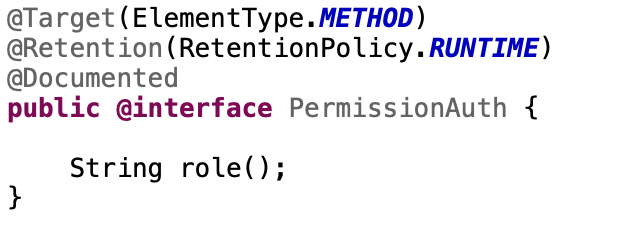 @Target(ElementType.METHOD)
@Retention(RetentionPolicy.RUNTIME)
@Documented
public @interface PermissionAuth {
    String role();
}